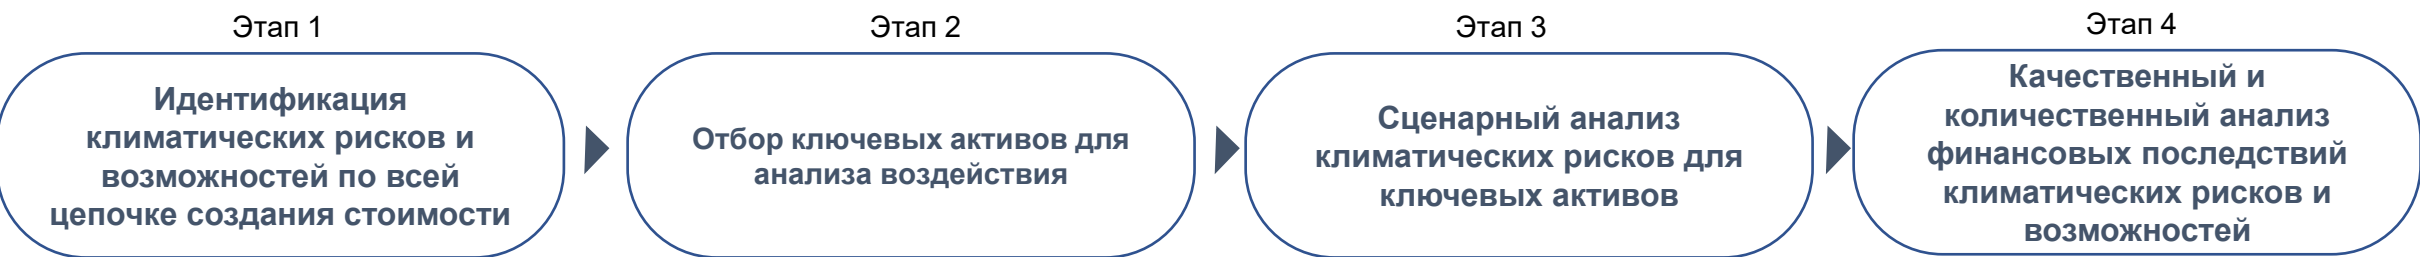 Этап 1
Идентификация
климатических рисков и
возможностей по всей
цепочке создания стоимости
Этап 2
Отбор ключевых активов для
анализа воздействия
Этап 3
Сценарный анализ
климатических рисков для
ключевых активов
Этап 4
Качественный и
количественный анализ
финансовых последствий
климатических рисков и
возможностей